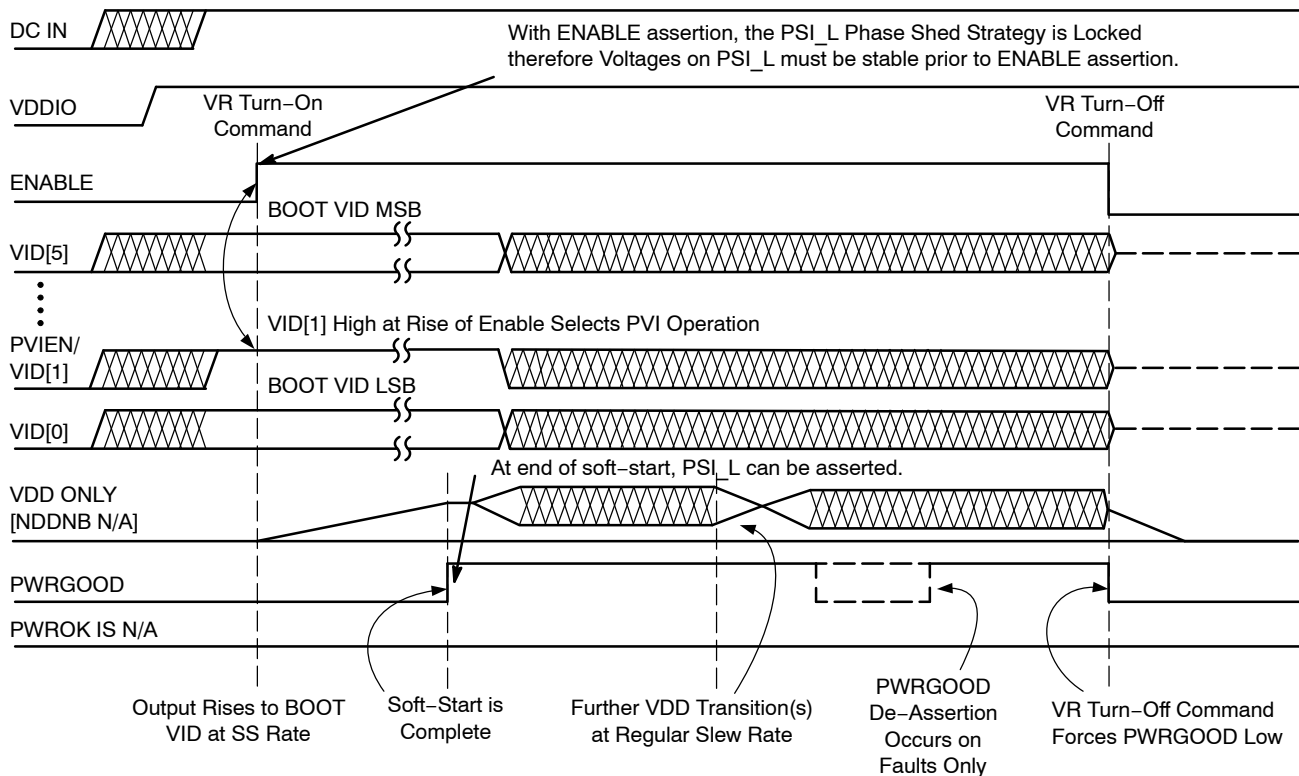 DC IN
With ENABLE assertion, the PSI_L Phase Shed Strategy is Locked
therefore Voltages on PSI_L must be stable prior to ENABLE assertion.
VDDIO
VR Turn−On
Command
VR Turn−Off
Command
ENABLE
BOOT VID MSB
VID[5]
VID[1] High at Rise of Enable Selects PVI Operation
PVIEN/
VID[1]
BOOT VID LSB
VID[0]
At end of soft−start, PSI_L can be asserted.
VDD ONLY
[NDDNB N/A]
PWRGOOD
PWROK IS N/A
Output Rises to BOOT
VID at SS Rate
Soft−Start is
Complete
Further VDD Transition(s)
at Regular Slew Rate
PWRGOOD
De−Assertion
Occurs on
Faults Only
VR Turn−Off Command
Forces PWRGOOD Low